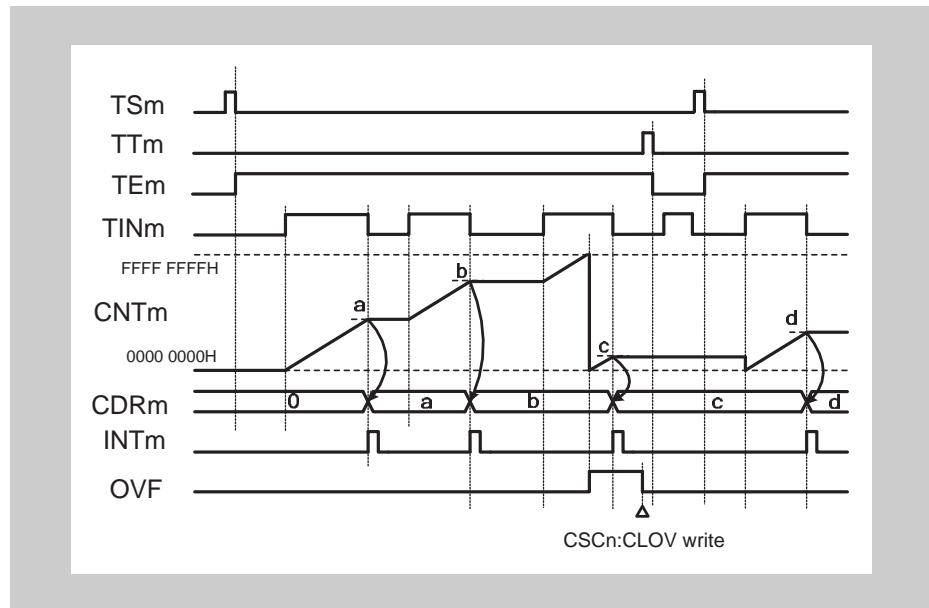 TSm
TTm
TEm
TINm
FFFF FFFFH
b
CNTm
a
d
c
0000 0000H
CDRm
0 a b c d
INTm
OVF
CSCn:CLOV write